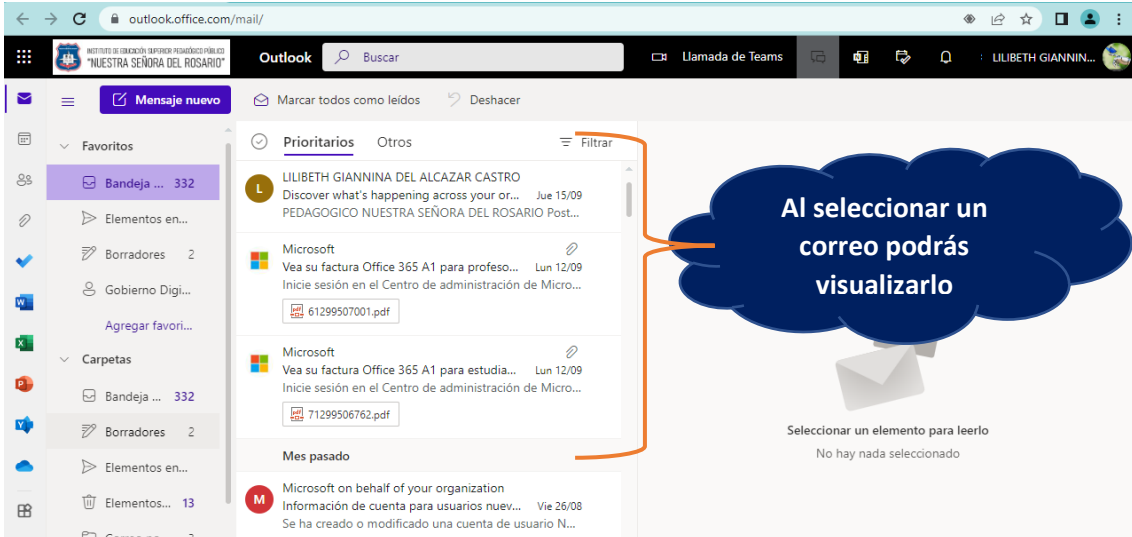 outlook.office.com/mail/
INSTITUTO DE EDUCACIÓN SUPERIOR PEDAGÓGICO PÚBLICO
"NUESTRA SEÑORA DEL ROSARIO"
Outlook
Buscar
Llamada de Teams
LILIBETH GIANNIN...
Mensaje nuevo
Marcar todos como leídos
Deshacer
Favoritos
Bandeja ... 332
Elementos en...
Borradores 2
Gobierno Digi...
Agregar favori...
Carpetas
Bandeja ... 332
Borradores 2
Elementos en...
Elementos... 13
Prioritarios
Otros
Filtrar
L
LILIBETH GIANNINA DEL ALCAZAR CASTRO
Discover what's happening across your or... Jue 15/09
PEDAGOGICO NUESTRA SEÑORA DEL ROSARIO Post...
Microsoft
Vea su factura Office 365 A1 para profeso... Lun 12/09
Inicie sesión en el Centro de administración de Micro...
61299507001.pdf
Microsoft
Vea su factura Office 365 A1 para estudia... Lun 12/09
Inicie sesión en el Centro de administración de Micro...
71299506762.pdf
Mes pasado
M
Microsoft on behalf of your organization
Información de cuenta para usuarios nuev... Vie 26/08
Se ha creado o modificado una cuenta de usuario N...
Al seleccionar un
correo podrás
visualizarlo
Seleccionar un elemento para leerlo
No hay nada seleccionado